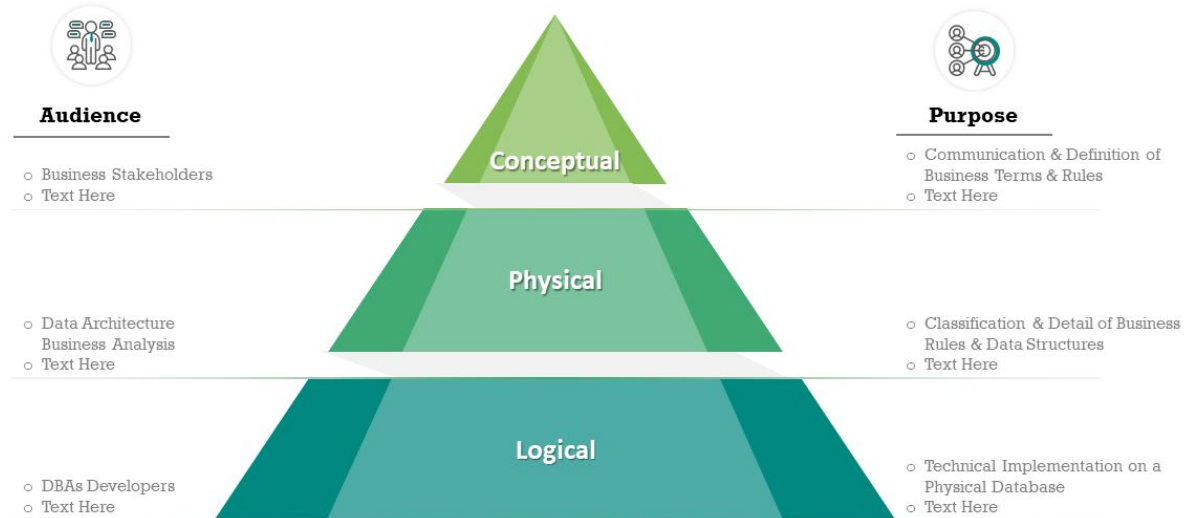 Audience
Purpose
Conceptual
○ Business Stakeholders
○ Text Here
○ Communication & Definition of
Business Terms & Rules
○ Text Here
Physical
○ Data Architecture
Business Analysis
○ Text Here
○ Classification & Detail of Business
Rules & Data Structures
○ Text Here
Logical
○ DBAs Developers
○ Text Here
○ Technical Implementation on a
Physical Database
○ Text Here